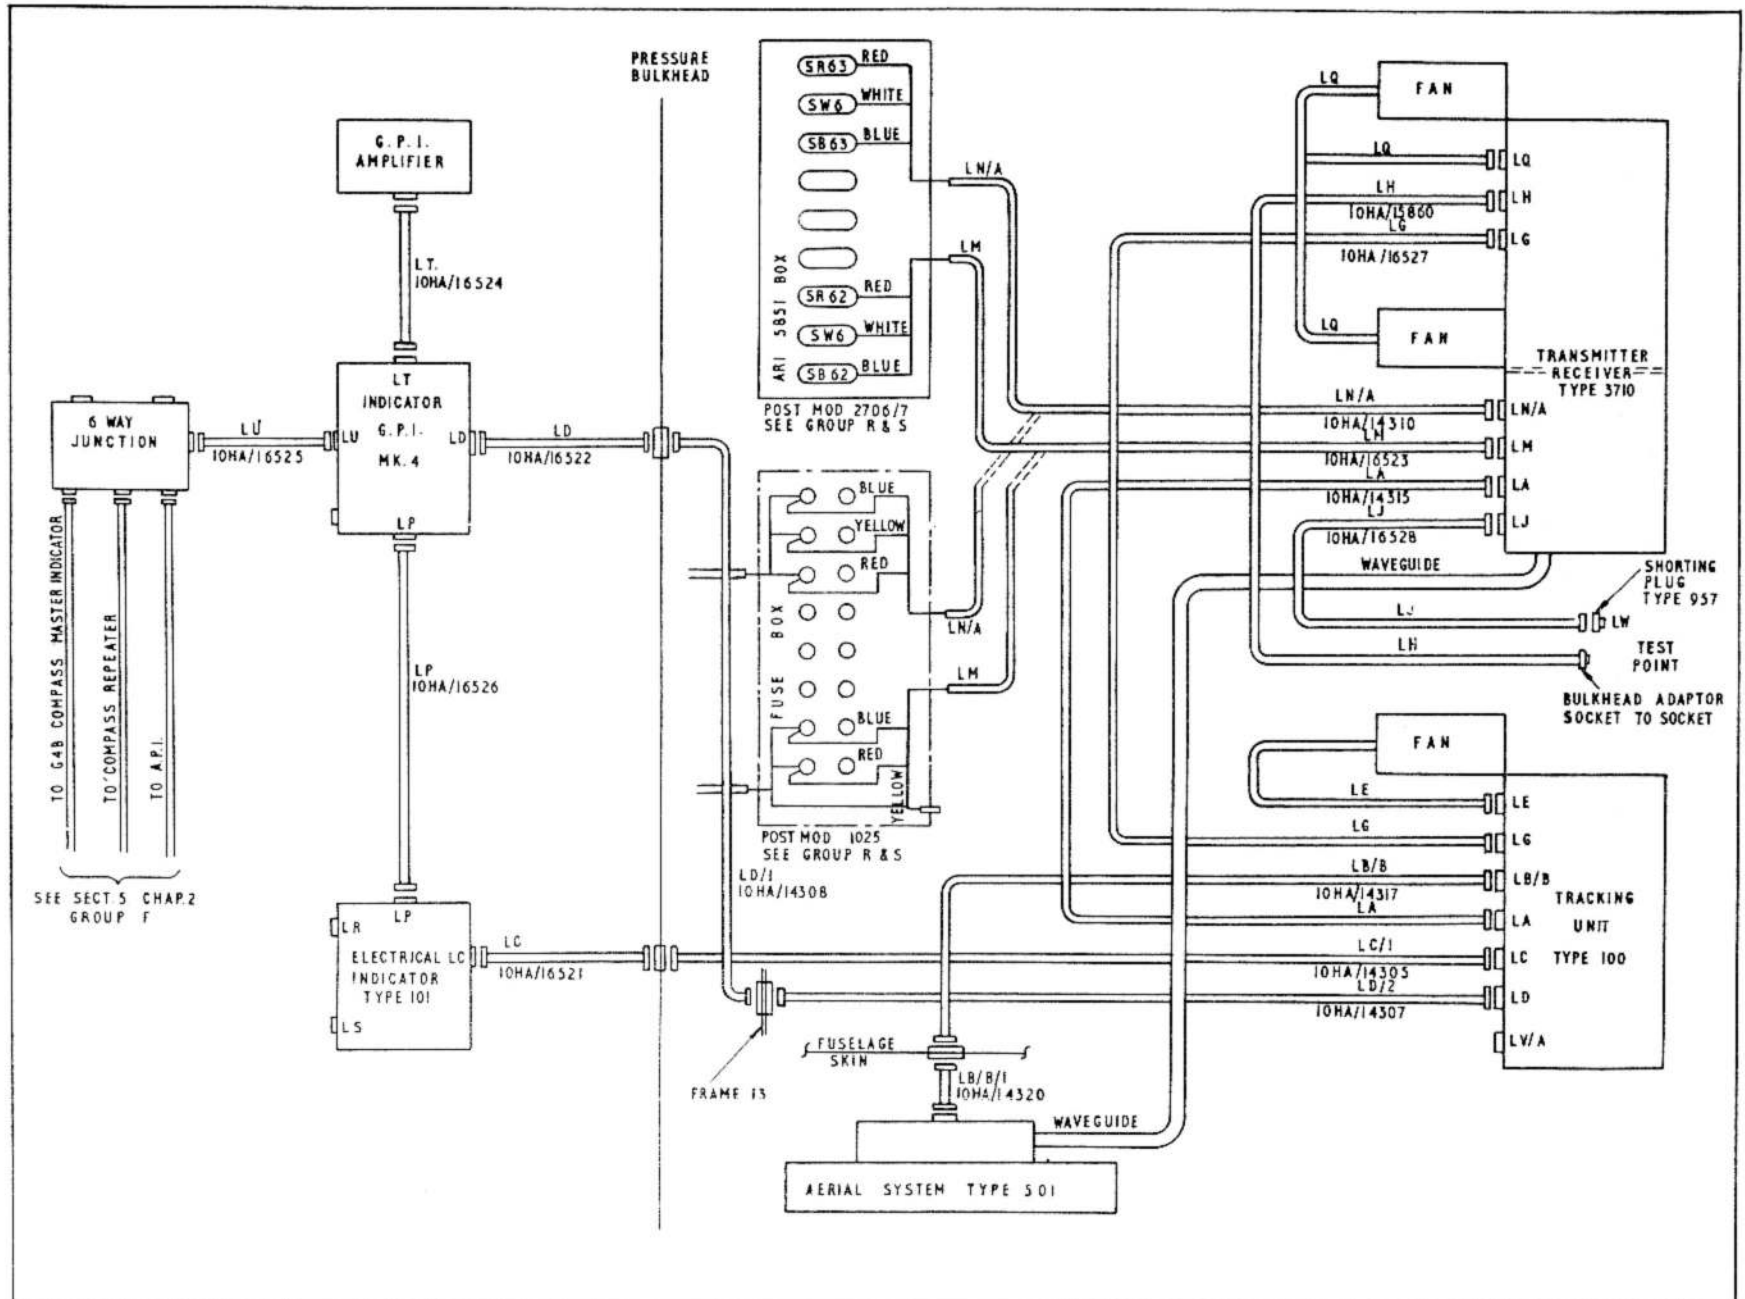 PRESSURE
BULKHEAD
G.P.I.
AMPLIFIER
LT.
10HA/16524
6 WAY
JUNCTION
LU
10HA/16525
LT
INDICATOR
LU G.P.I. LD
MK. 4
LP
LD
10HA/16522
TO G4B COMPASS MASTER INDICATOR
TO COMPASS REPEATER
TO A.P.I.
SEE SECT. 5 CHAP. 2
GROUP F
LP
10HA/16526
LP
LR
ELECTRICAL LC
INDICATOR
TYPE 101
LS
LC
10HA/16521
SR63 RED
SW6 WHITE
SB63 BLUE
SR62 RED
SW6 WHITE
SB62 BLUE
ARI 5851 BOX
POST MOD 2706/7
SEE GROUP R & S
LN/A
LM
BLUE
YELLOW
RED
BLUE
RED
YELLOW
FUSE BOX
LN/A
LM
POST MOD 1025
SEE GROUP R & S
LD/1
10HA/14308
FRAME 13
FUSELAGE
SKIN
LB/B/1
10HA/14320
WAVEGUIDE
AERIAL SYSTEM TYPE 501
LQ
FAN
LQ
LQ
LH
LH
10HA/15860
LG
LG
10HA/16527
LQ
FAN
TRANSMITTER
RECEIVER
TYPE 3710
LN/A
LN/A
10HA/14310
LM
LM
10HA/16523
LA
LA
10HA/14315
LJ
LJ
10HA/16528
WAVEGUIDE
SHORTING
PLUG
TYPE 957
LJ
LW
LH
TEST
POINT
BULKHEAD ADAPTOR
SOCKET TO SOCKET
FAN
LE
LE
LG
LG
LB/B
LB/B
10HA/14317
LA
LA
TRACKING
UNIT
TYPE 100
LC/1
LC
10HA/14305
LD/2
LD
10HA/14307
LV/A